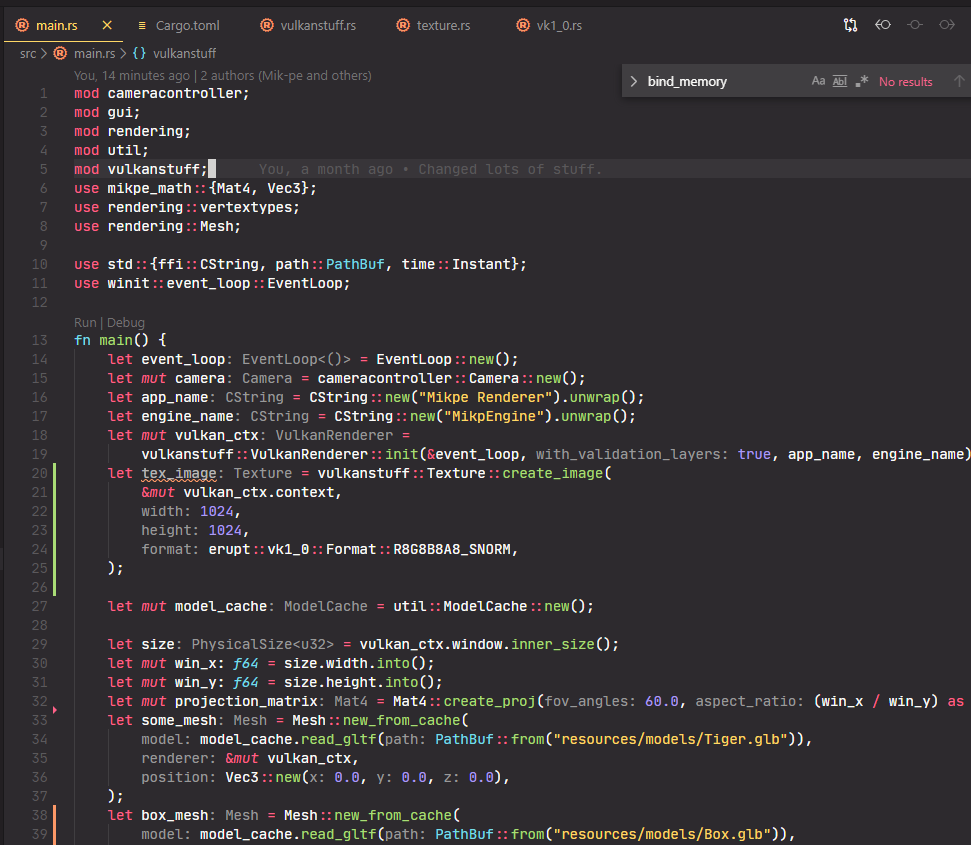 main.rs Cargo.toml vulkanstuff.rs texture.rs vk1_0.rs
src > main.rs > {} vulkanstuff
bind_memory Aa Ab| .* No results
You, 14 minutes ago | 2 authors (Mik-pe and others)
1 mod cameracontroller;
2 mod gui;
3 mod rendering;
4 mod util;
5 mod vulkanstuff; You, a month ago • Changed lots of stuff.
6 use mikpe_math::{Mat4, Vec3};
7 use rendering::vertextypes;
8 use rendering::Mesh;
9
10 use std::{ffi::CString, path::PathBuf, time::Instant};
11 use winit::event_loop::EventLoop;
12
Run | Debug
13 fn main() {
14 let event_loop: EventLoop<()> = EventLoop::new();
15 let mut camera: Camera = cameracontroller::Camera::new();
16 let app_name: CString = CString::new("Mikpe Renderer").unwrap();
17 let engine_name: CString = CString::new("MikpEngine").unwrap();
18 let mut vulkan_ctx: VulkanRenderer =
19 vulkanstuff::VulkanRenderer::init(&event_loop, with_validation_layers: true, app_name, engine_name)
20 let tex_image: Texture = vulkanstuff::Texture::create_image(
21 &mut vulkan_ctx.context,
22 width: 1024,
23 height: 1024,
24 format: erupt::vk1_0::Format::R8G8B8A8_SNORM,
25 );
26
27 let mut model_cache: ModelCache = util::ModelCache::new();
28
29 let size: PhysicalSize<u32> = vulkan_ctx.window.inner_size();
30 let mut win_x: f64 = size.width.into();
31 let mut win_y: f64 = size.height.into();
32 let mut projection_matrix: Mat4 = Mat4::create_proj(fov_angles: 60.0, aspect_ratio: (win_x / win_y) as
33 let some_mesh: Mesh = Mesh::new_from_cache(
34 model: model_cache.read_gltf(path: PathBuf::from("resources/models/Tiger.glb")),
35 renderer: &mut vulkan_ctx,
36 position: Vec3::new(x: 0.0, y: 0.0, z: 0.0),
37 );
38 let box_mesh: Mesh = Mesh::new_from_cache(
39 model: model_cache.read_gltf(path: PathBuf::from("resources/models/Box.glb")),